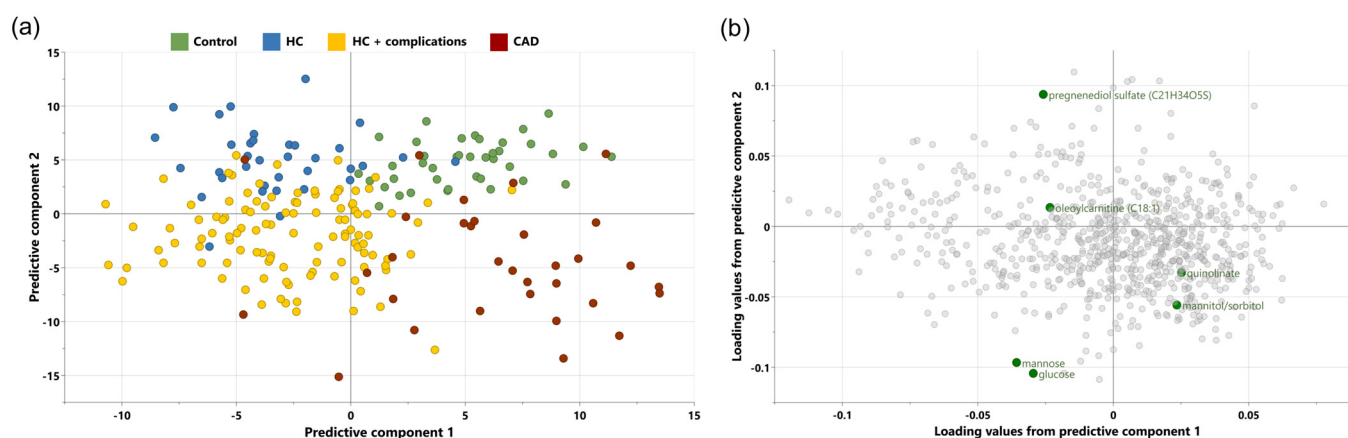 (a)
Control HC HC + complications CAD
Predictive component 2
15
10
5
0
-5
-10
-15
-10 -5 0 5 10 15
Predictive component 1
(b)
Loading values from predictive component 2
0.1
0.05
0
-0.05
-0.1
pregnenediol sulfate (C21H34O5S)
oleoylcarnitine (C18:1)
quinolinate
mannitol/sorbitol
mannose
glucose
-0.1 -0.05 0 0.05
Loading values from predictive component 1